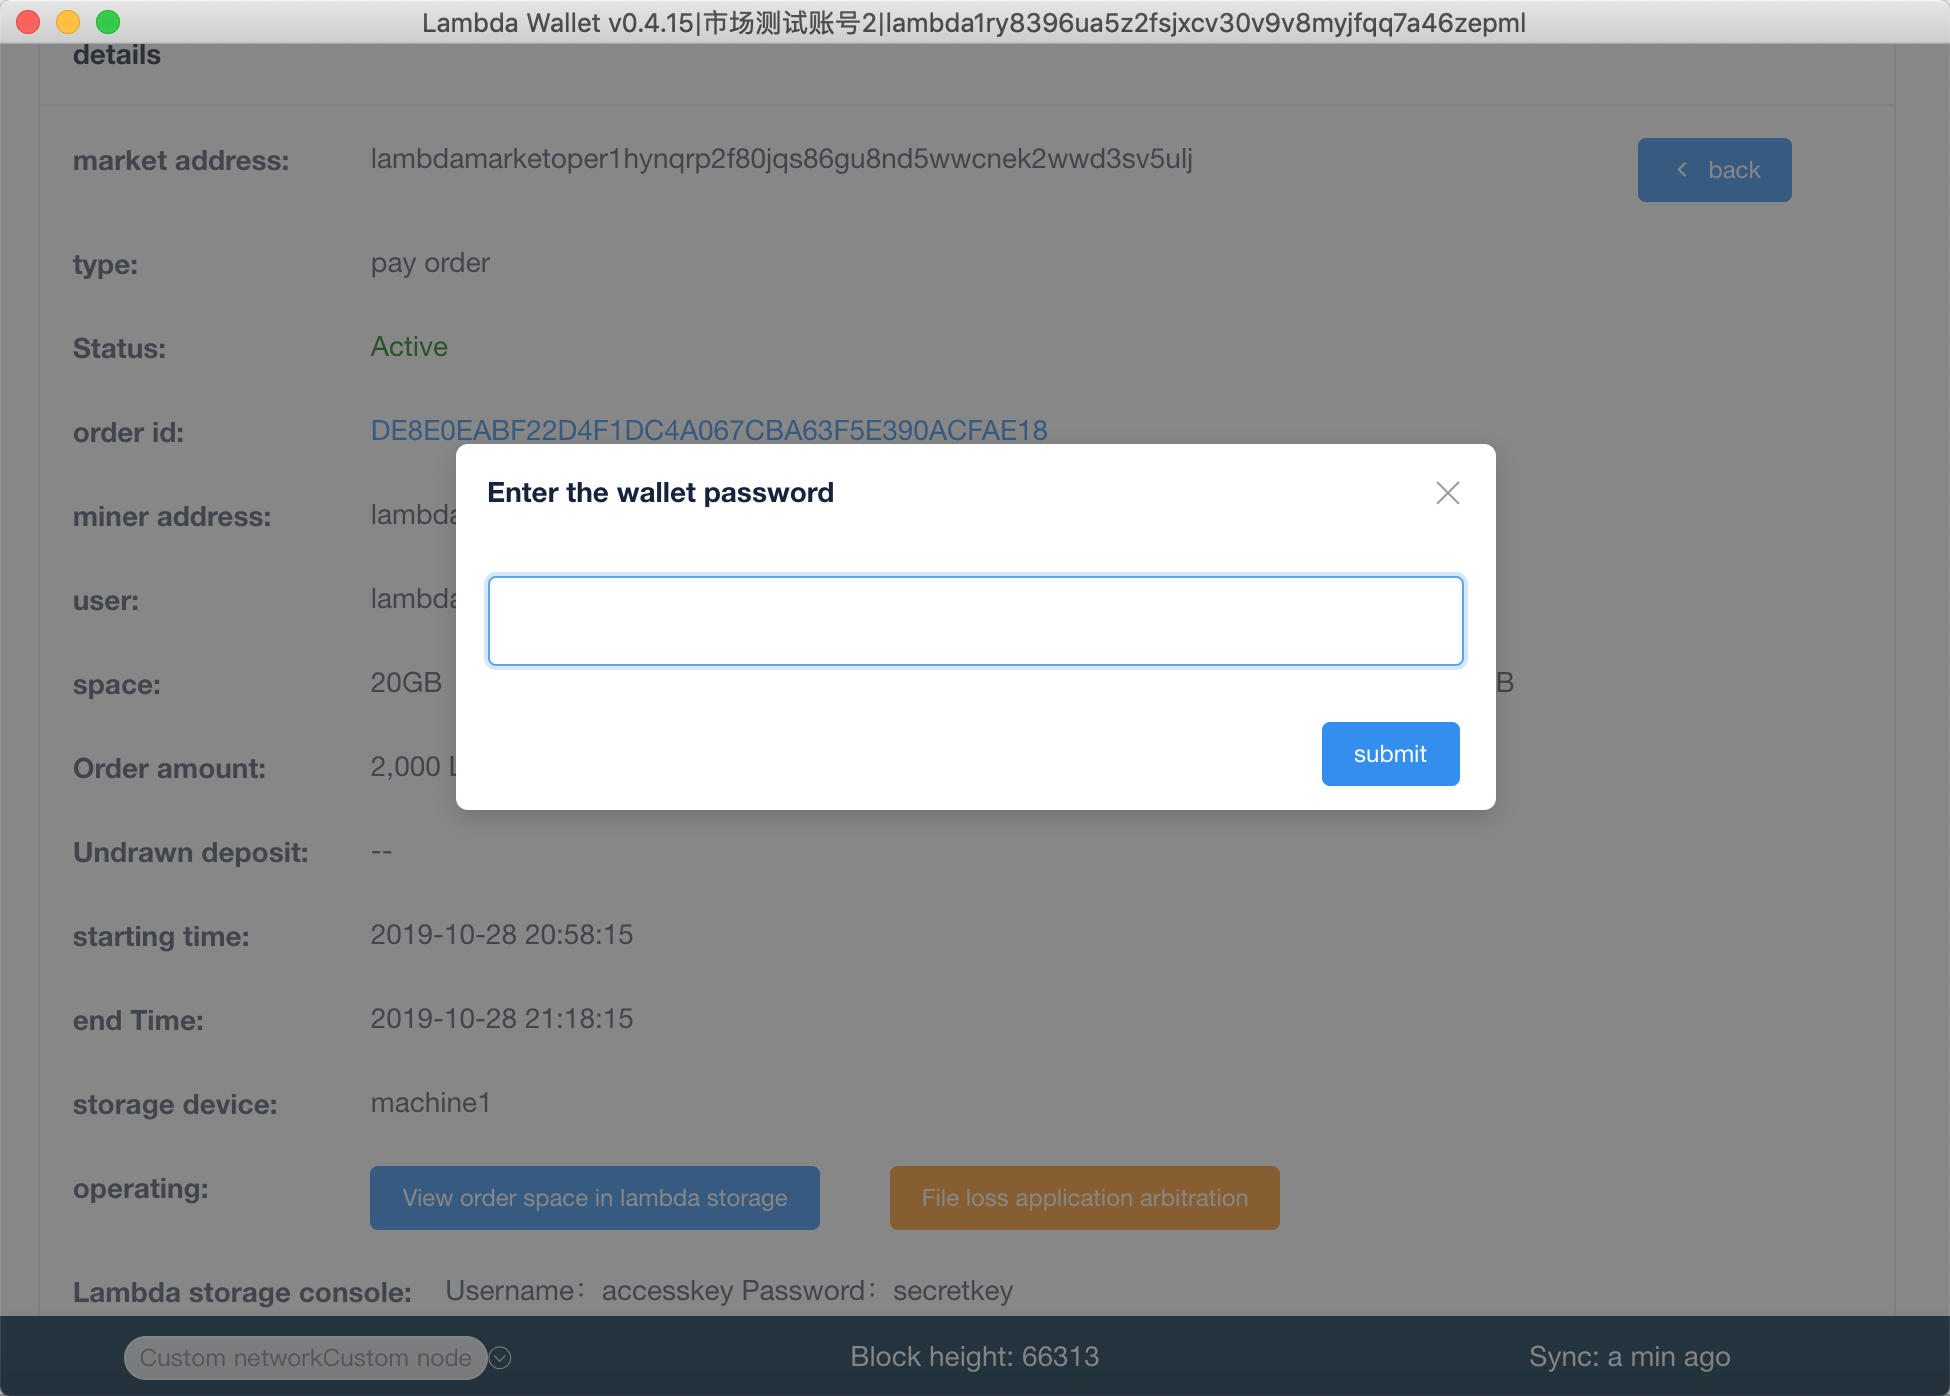 Lambda Wallet v0.4.15|市场测试账号2|lambda1ry8396ua5z2fsjxcv30v9v8myjfqq7a46zepml
details
market address: lambdamarketoper1hynqrp2f80jqs86gu8nd5wwcnek2wwd3sv5ulj
back
type: pay order
Status: Active
order id: DE8E0EABF22D4F1DC4A067CBA63F5E390ACFAE18
Enter the wallet password
miner address: lambda
user: lambda
space: 20GB B
submit
Order amount: 2,000 L
Undrawn deposit: --
starting time: 2019-10-28 20:58:15
end Time: 2019-10-28 21:18:15
storage device: machine1
operating: View order space in lambda storage File loss application arbitration
Lambda storage console: Username：accesskey Password：secretkey
Custom networkCustom node Block height: 66313 Sync: a min ago